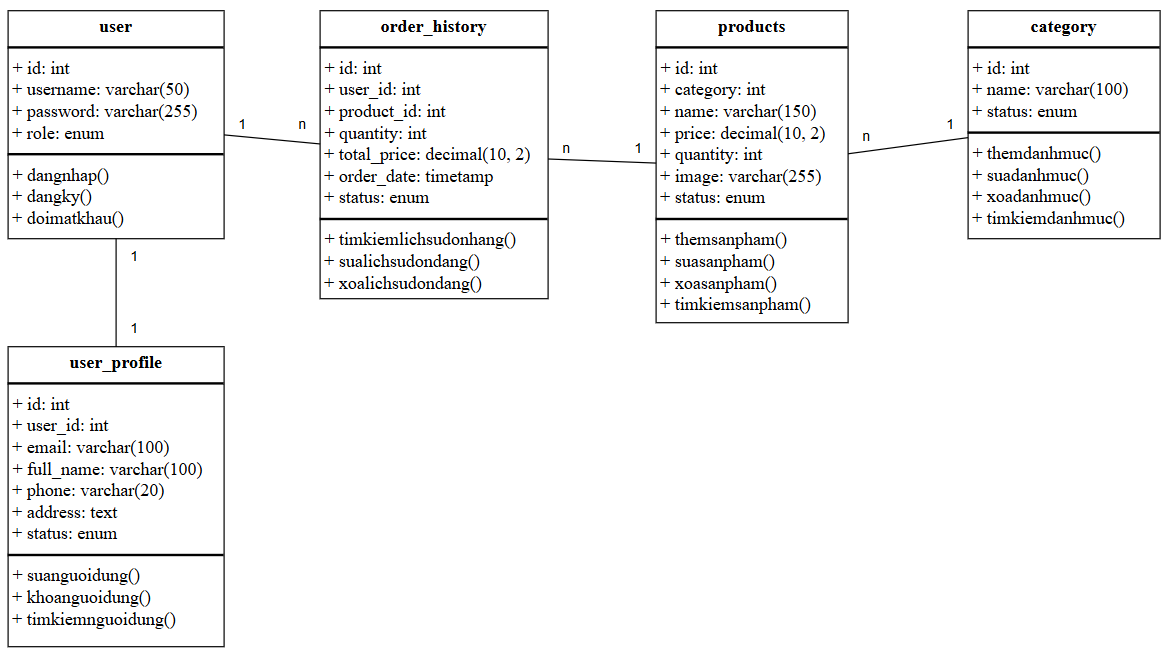 user
+ id: int
+ username: varchar(50)
+ password: varchar(255)
+ role: enum
+ dangnhap()
+ dangky()
+ doimatkhau()
1
n
order_history
+ id: int
+ user_id: int
+ product_id: int
+ quantity: int
+ total_price: decimal(10, 2)
+ order_date: timetamp
+ status: enum
+ timkiemlichsudonhang()
+ sualichsudondang()
+ xoalichsudondang()
n
1
products
+ id: int
+ category: int
+ name: varchar(150)
+ price: decimal(10, 2)
+ quantity: int
+ image: varchar(255)
+ status: enum
+ themsanpham()
+ suasanpham()
+ xoasanpham()
+ timkiemsanpham()
n
1
category
+ id: int
+ name: varchar(100)
+ status: enum
+ themdanhmuc()
+ suadanhmuc()
+ xoadanhmuc()
+ timkiemdanhmuc()
1
1
user_profile
+ id: int
+ user_id: int
+ email: varchar(100)
+ full_name: varchar(100)
+ phone: varchar(20)
+ address: text
+ status: enum
+ suanguoidung()
+ khoanguoidung()
+ timkiemnguoidung()